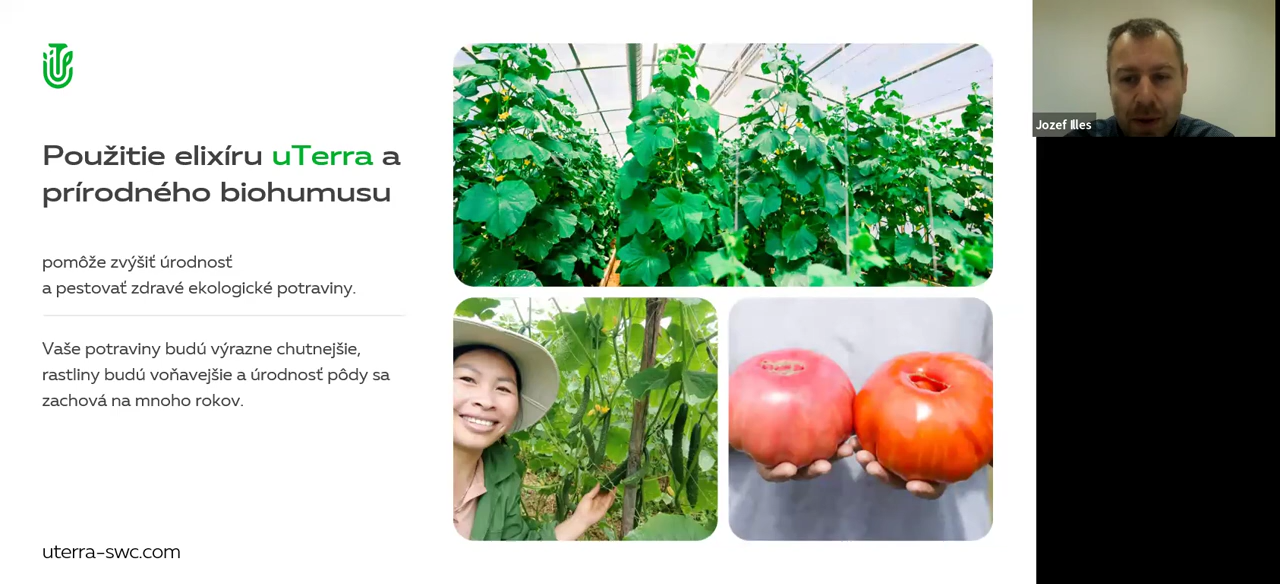 Použitie elixíru uTerra a
prírodného biohumusu
pomôže zvýšiť úrodnosť
a pestovať zdravé ekologické potraviny.
Vaše potraviny budú výrazne chutnejšie,
rastliny budú voňavejšie a úrodnosť pôdy sa
zachová na mnoho rokov.
uterra-swc.com
Jozef Illes